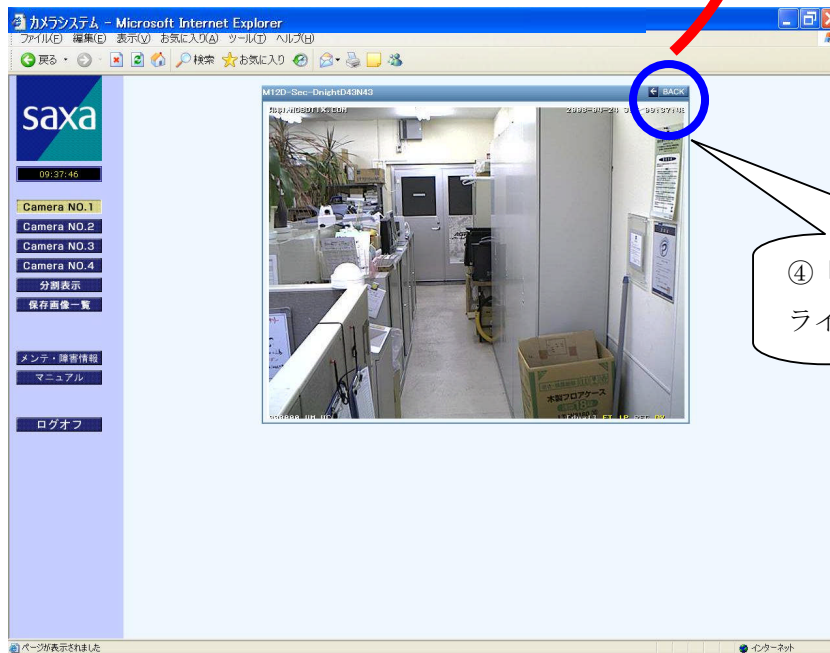 カメラシステム - Microsoft Internet Explorer
ファイル(F) 編集(E) 表示(V) お気に入り(A) ツール(T) ヘルプ(H)
戻る 検索 お気に入り
saxa
M12D-Sec-DnightD43N43
BACK
09:37:46
Camera NO.1
Camera NO.2
Camera NO.3
Camera NO.4
分割表示
保存画像一覧
メンテ・障害情報
マニュアル
ログオフ
木製フロアケース
④「
ライ
ページが表示されました
インターネット